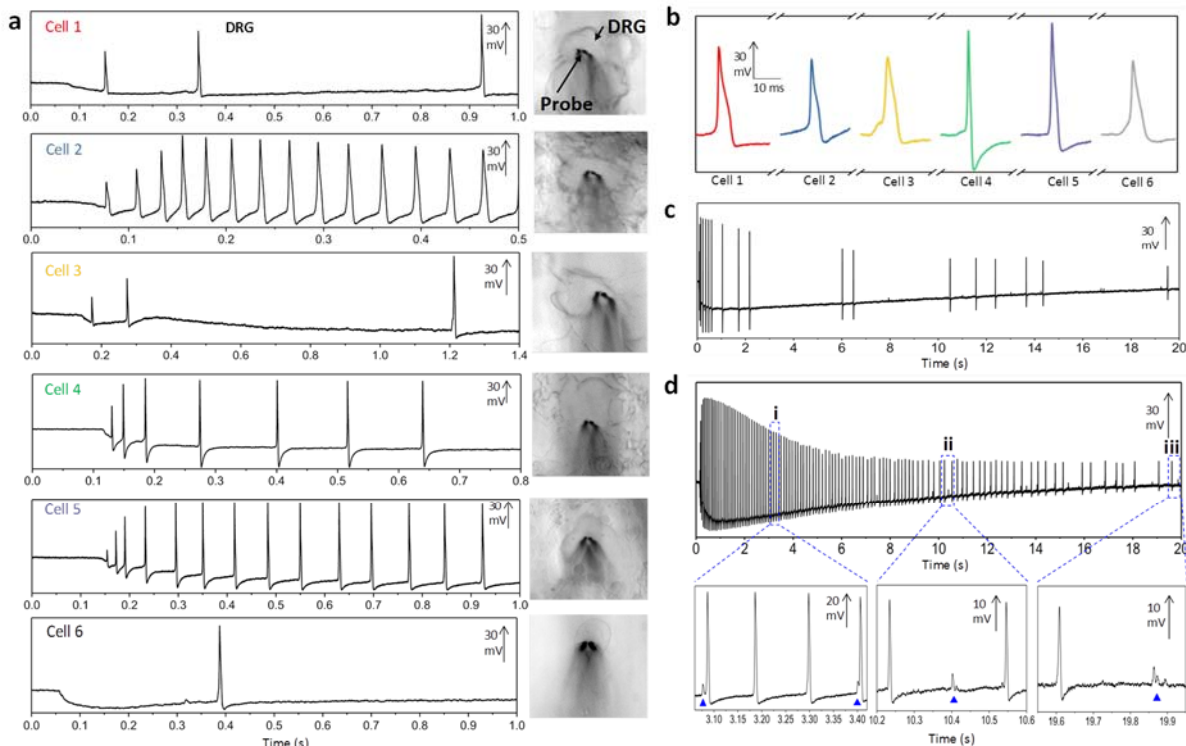 a
Cell 1
DRG
30
mV
DRG
Probe
0.0 0.1 0.2 0.3 0.4 0.5 0.6 0.7 0.8 0.9 1.0
Cell 2
30
mV
0.0 0.1 0.2 0.3 0.4 0.5
Cell 3
30
mV
0.0 0.2 0.4 0.6 0.8 1.0 1.2 1.4
Cell 4
30
mV
0.0 0.1 0.2 0.3 0.4 0.5 0.6 0.7 0.8
Cell 5
30
mV
0.0 0.1 0.2 0.3 0.4 0.5 0.6 0.7 0.8 0.9 1.0
Cell 6
30
mV
0.0 0.1 0.2 0.3 0.4 0.5 0.6 0.7 0.8 0.9 1.0
Time (s)
b
30
mV
10 ms
Cell 1 Cell 2 Cell 3 Cell 4 Cell 5 Cell 6
c
30
mV
0 2 4 6 8 10 12 14 16 18 20
Time (s)
d
i
ii
iii
30
mV
0 2 4 6 8 10 12 14 16 18 20
Time (s)
20
mV
3.10 3.15 3.20 3.25 3.30 3.35 3.40
10
mV
10.2 10.3 10.4 10.5 10.6
Time (s)
10
mV
19.6 19.7 19.8 19.9